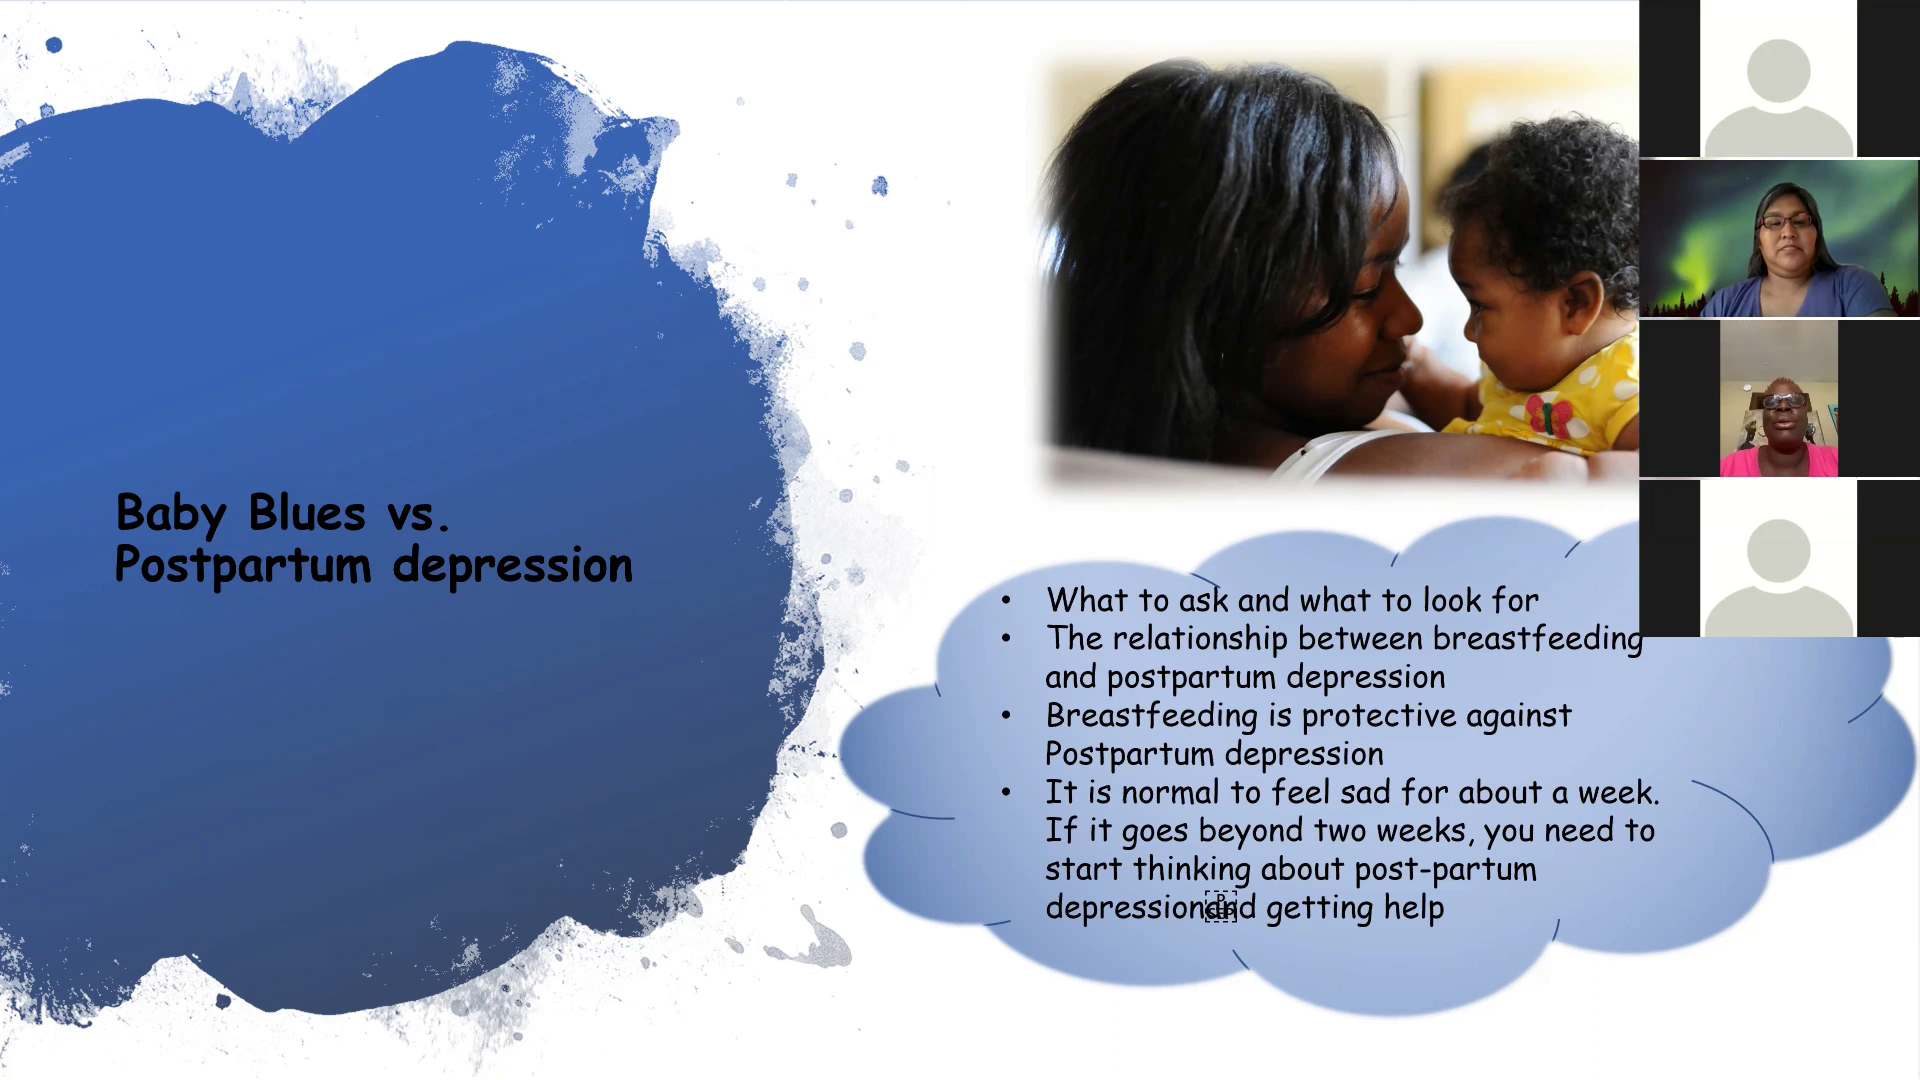 Baby Blues vs.
Postpartum depression
• What to ask and what to look for
• The relationship between breastfeeding
and postpartum depression
• Breastfeeding is protective against
Postpartum depression
• It is normal to feel sad for about a week.
If it goes beyond two weeks, you need to
start thinking about post-partum
depression and getting help